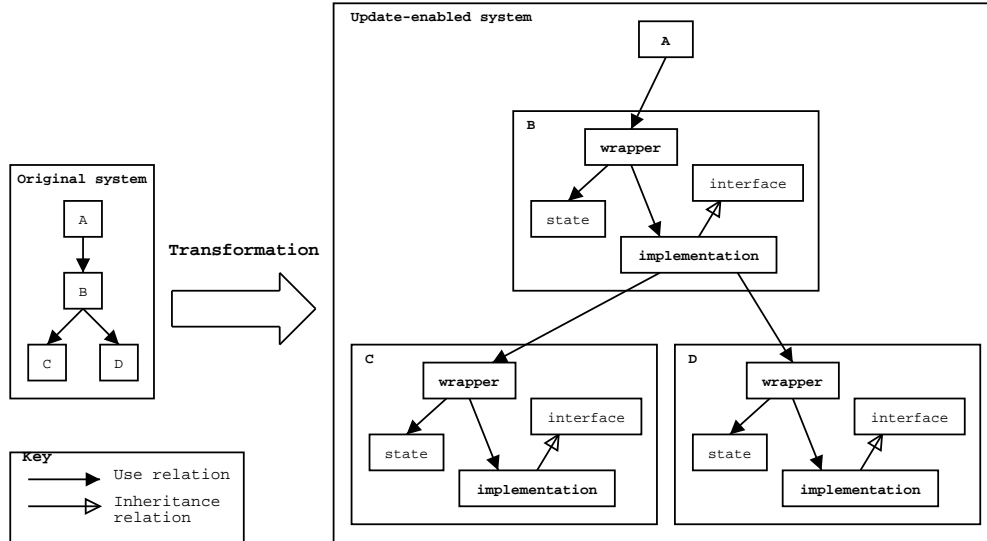 Original system
A
B
C
D
Key
Use relation
Inheritance
relation
Transformation
Update-enabled system
A
B
wrapper
interface
state
implementation
C
wrapper
interface
state
implementation
D
wrapper
interface
state
implementation